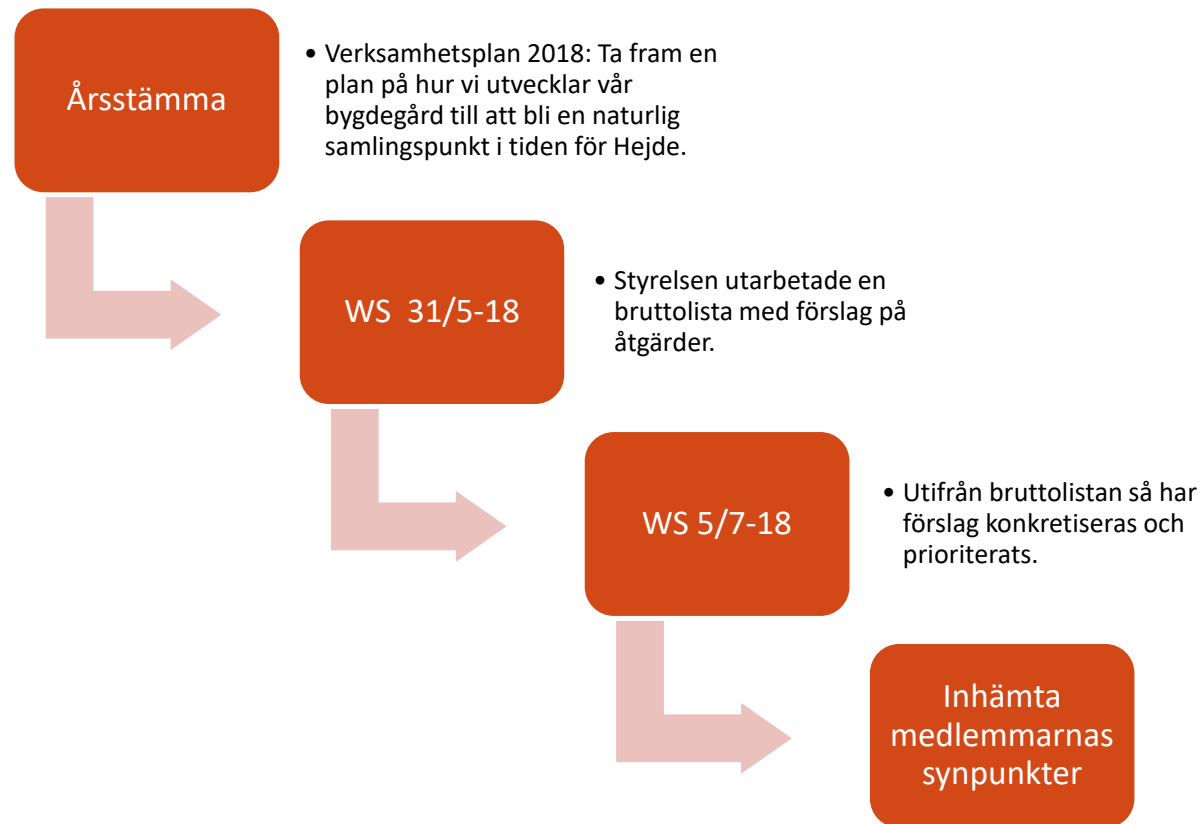 Årsstämma
• Verksamhetsplan 2018: Ta fram en
plan på hur vi utvecklar vår
bygdegård till att bli en naturlig
samlingspunkt i tiden för Hejde.
WS 31/5-18
• Styrelsen utarbetade en
bruttolista med förslag på
åtgärder.
WS 5/7-18
• Utifrån bruttolistan så har
förslag konkretiseras och
prioriterats.
Inhämta
medlemmarnas
synpunkter